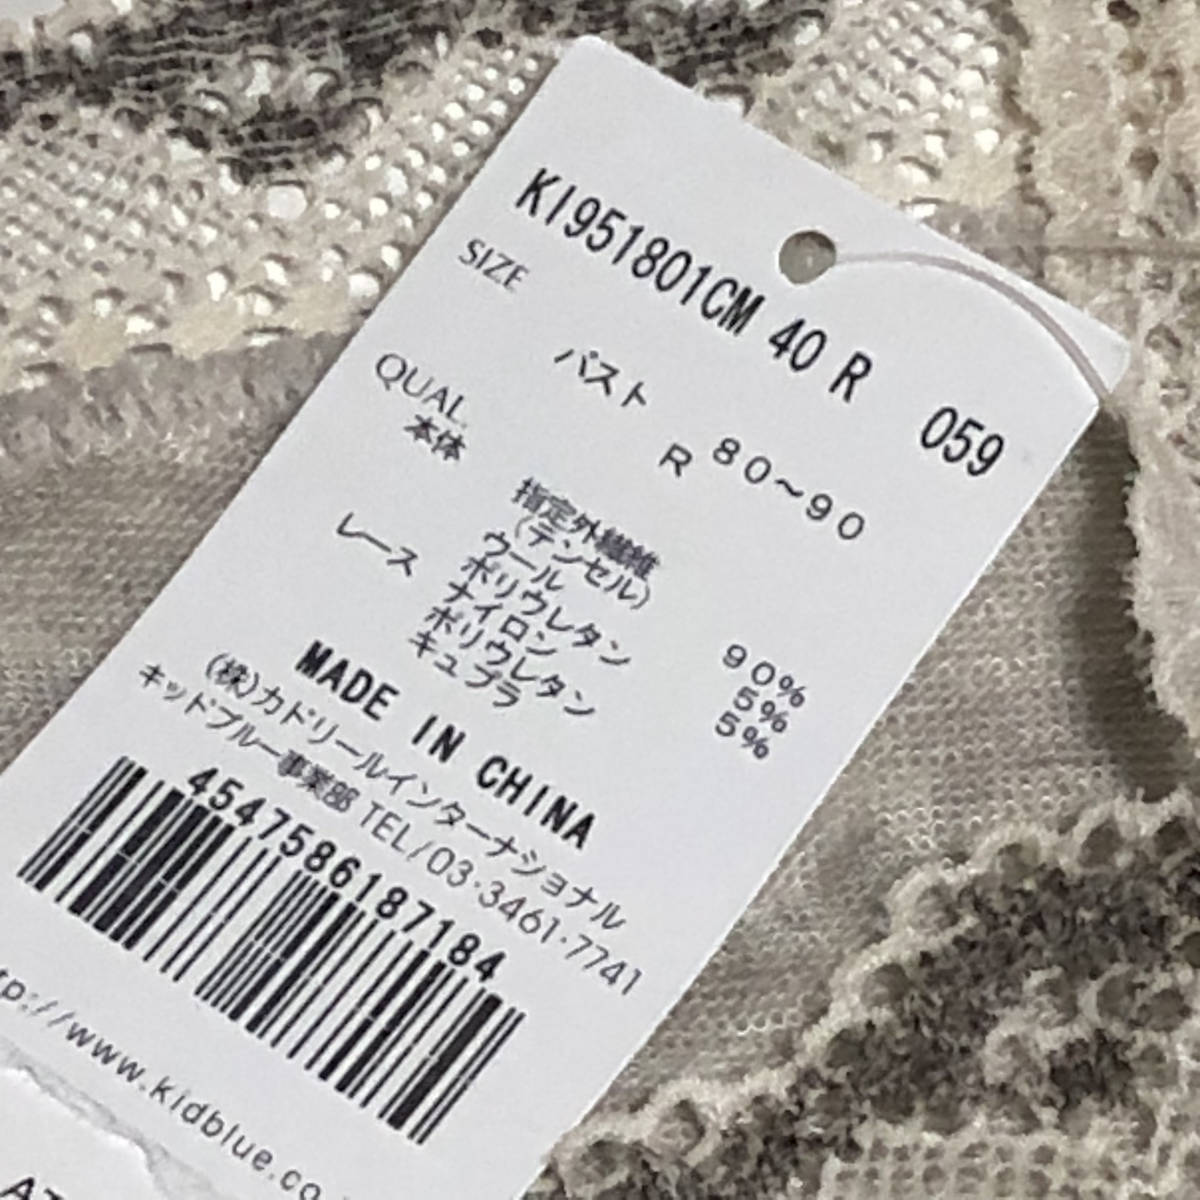 KI951801CM 40 R 059
SIZE
バスト
R 80~90
QUAL.
本体
指定外繊維
(テンセル) 90%
ウール 5%
ポリウレタン 5%
レース ナイロン
ポリウレタン
キュプラ
MADE IN CHINA
(株)カドリールインターナショナル
キッドブルー事業部 TEL/03-3461-7741
4547586187184
tp://www.kidblue.co